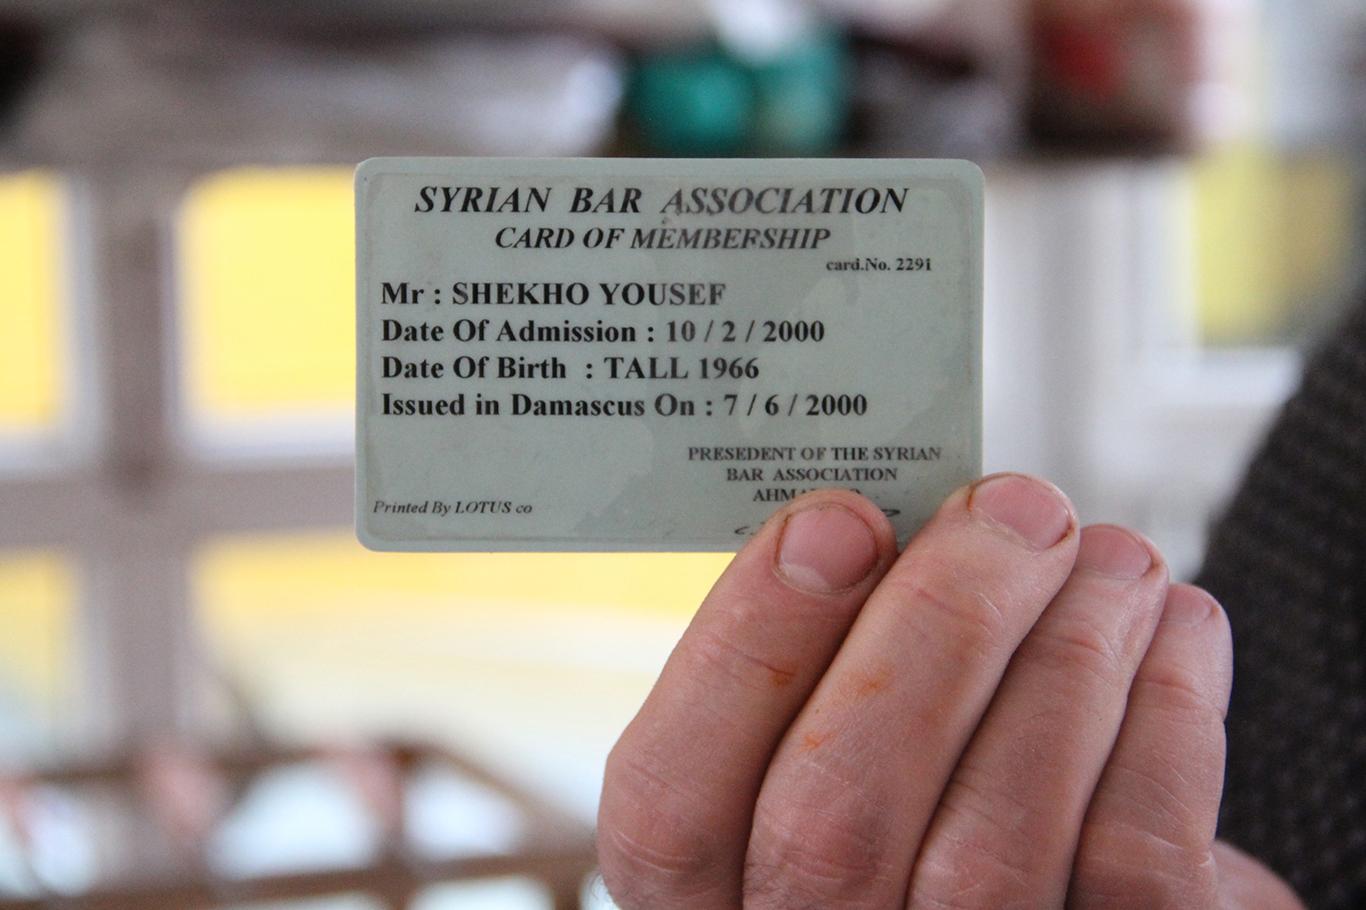 SYRIAN BAR ASSOCIATION
CARD OF MEMBERSHIP
card.No. 2291
Mr : SHEKHO YOUSEF
Date Of Admission : 10 / 2 / 2000
Date Of Birth : TALL 1966
Issued in Damascus On : 7 / 6 / 2000
PRESEDENT OF THE SYRIAN
BAR ASSOCIATION
Printed By LOTUS co